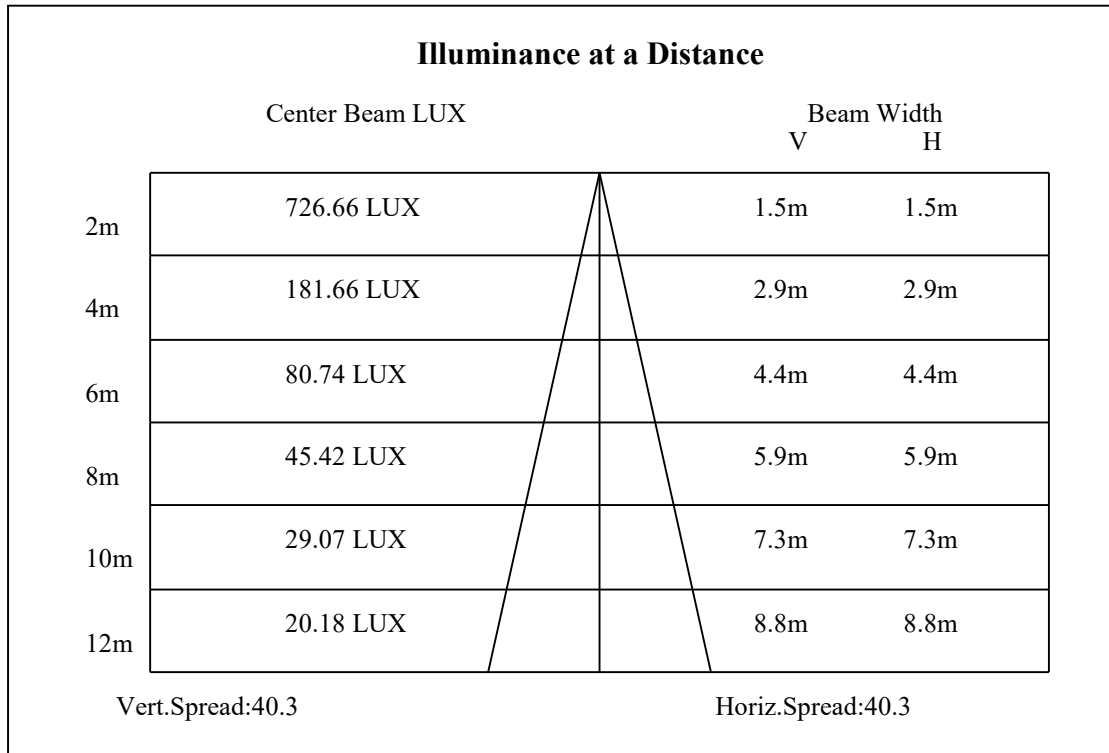 Illuminance at a Distance
Center Beam LUX Beam Width
V H
2m 726.66 LUX 1.5m 1.5m
4m 181.66 LUX 2.9m 2.9m
6m 80.74 LUX 4.4m 4.4m
8m 45.42 LUX 5.9m 5.9m
10m 29.07 LUX 7.3m 7.3m
12m 20.18 LUX 8.8m 8.8m
Vert.Spread:40.3 Horiz.Spread:40.3